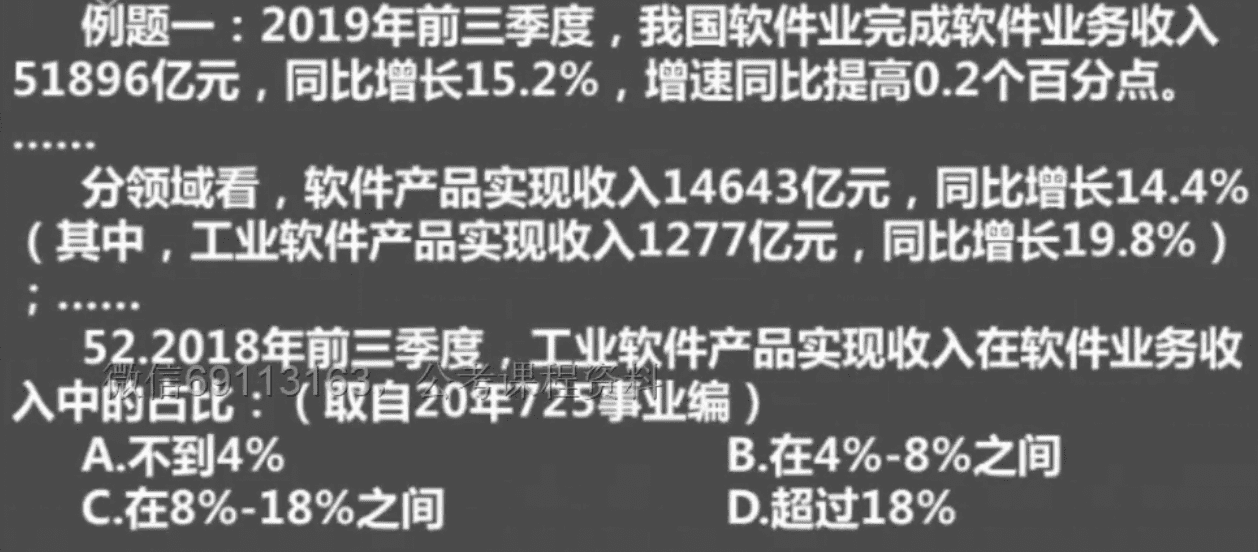 例题一：2019年前三季度，我国软件业完成软件业务收入
51896亿元，同比增长15.2%，增速同比提高0.2个百分点。
......
分领域看，软件产品实现收入14643亿元，同比增长14.4%
（其中，工业软件产品实现收入1277亿元，同比增长19.8%）
；......
52.2018年前三季度，工业软件产品实现收入在软件业务收
微信69113163，公考课程资料
入中的占比：（取自20年725事业编）
A.不到4% B.在4%-8%之间
C.在8%-18%之间 D.超过18%